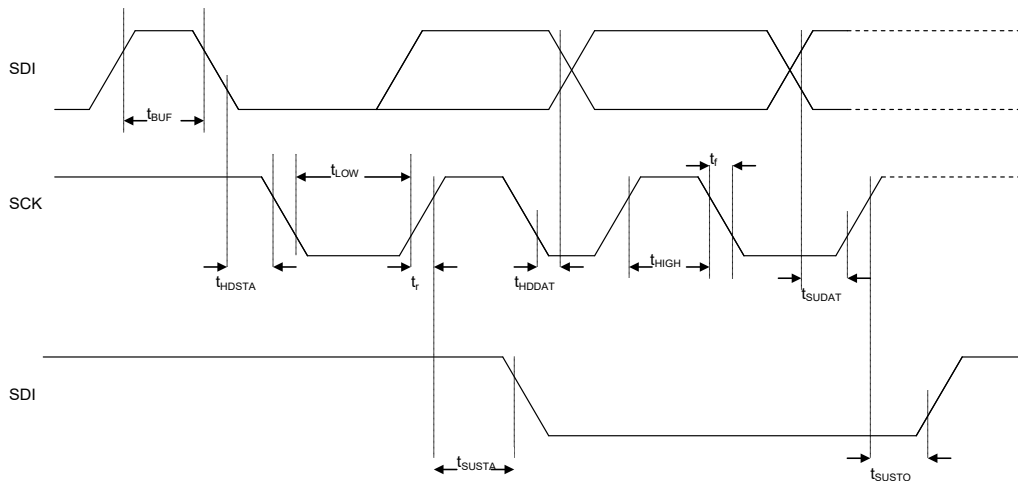 SDI
tBUF
tLOW
tf
SCK
tHDSTA
tr
tHDDAT
tHIGH
tSUDAT
SDI
tSUSTA
tSUSTO